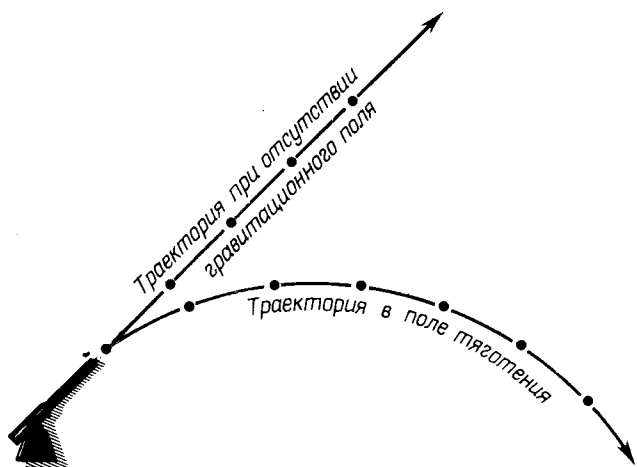 Траектория при отсутствии
гравитационного поля
Траектория в поле тяготения